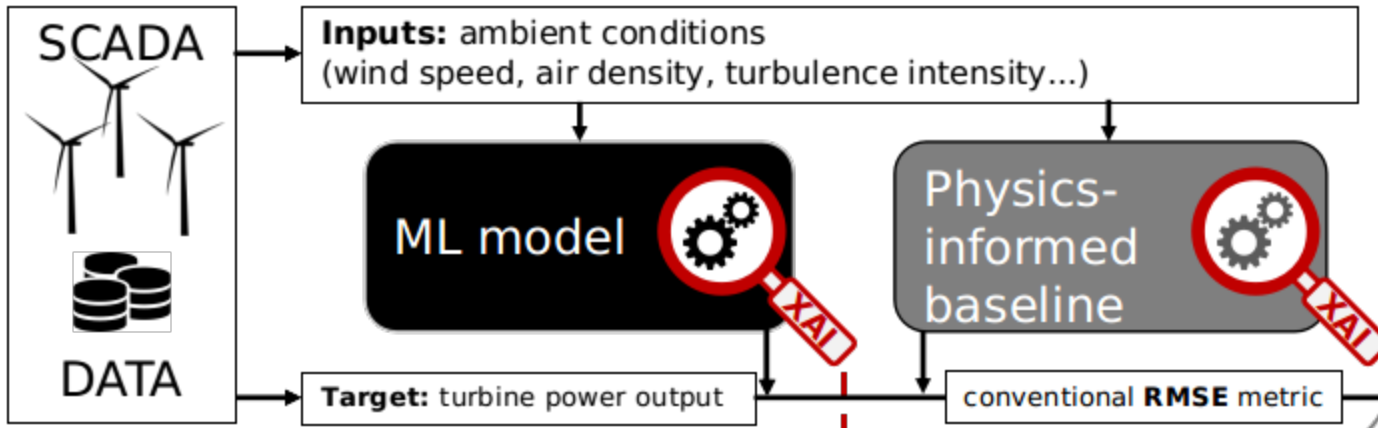 SCADA
DATA
Inputs: ambient conditions
(wind speed, air density, turbulence intensity...)
ML model
XAI
Physics-
informed
baseline
XAI
Target: turbine power output
conventional RMSE metric